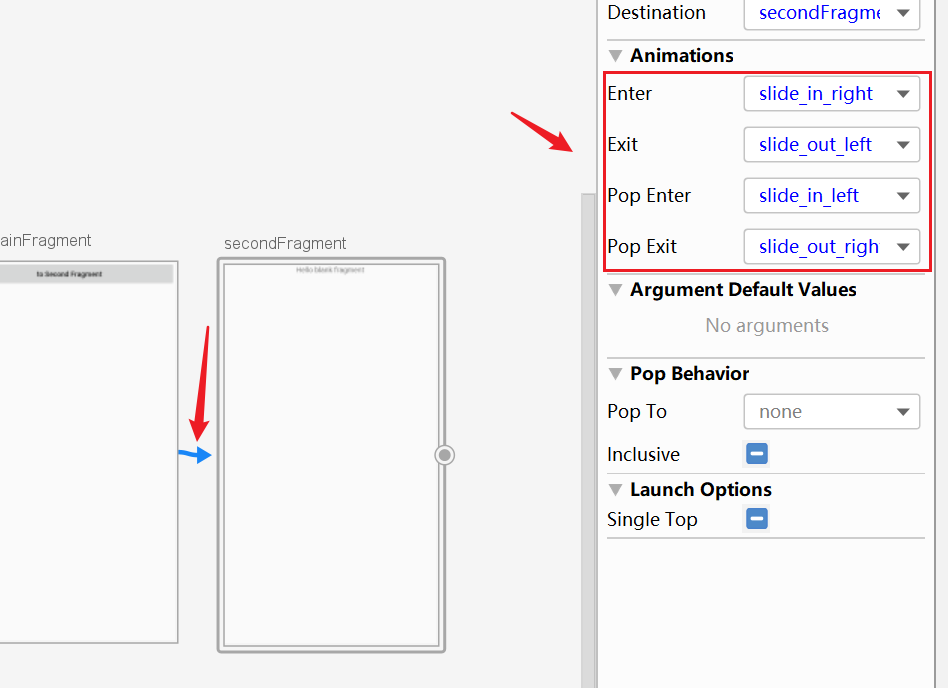 Destination secondFragme
Animations
Enter slide_in_right
Exit slide_out_left
Pop Enter slide_in_left
Pop Exit slide_out_righ
Argument Default Values
No arguments
Pop Behavior
Pop To none
Inclusive
Launch Options
Single Top
ainFragment
to Second Fragment
secondFragment
Hello blank fragment